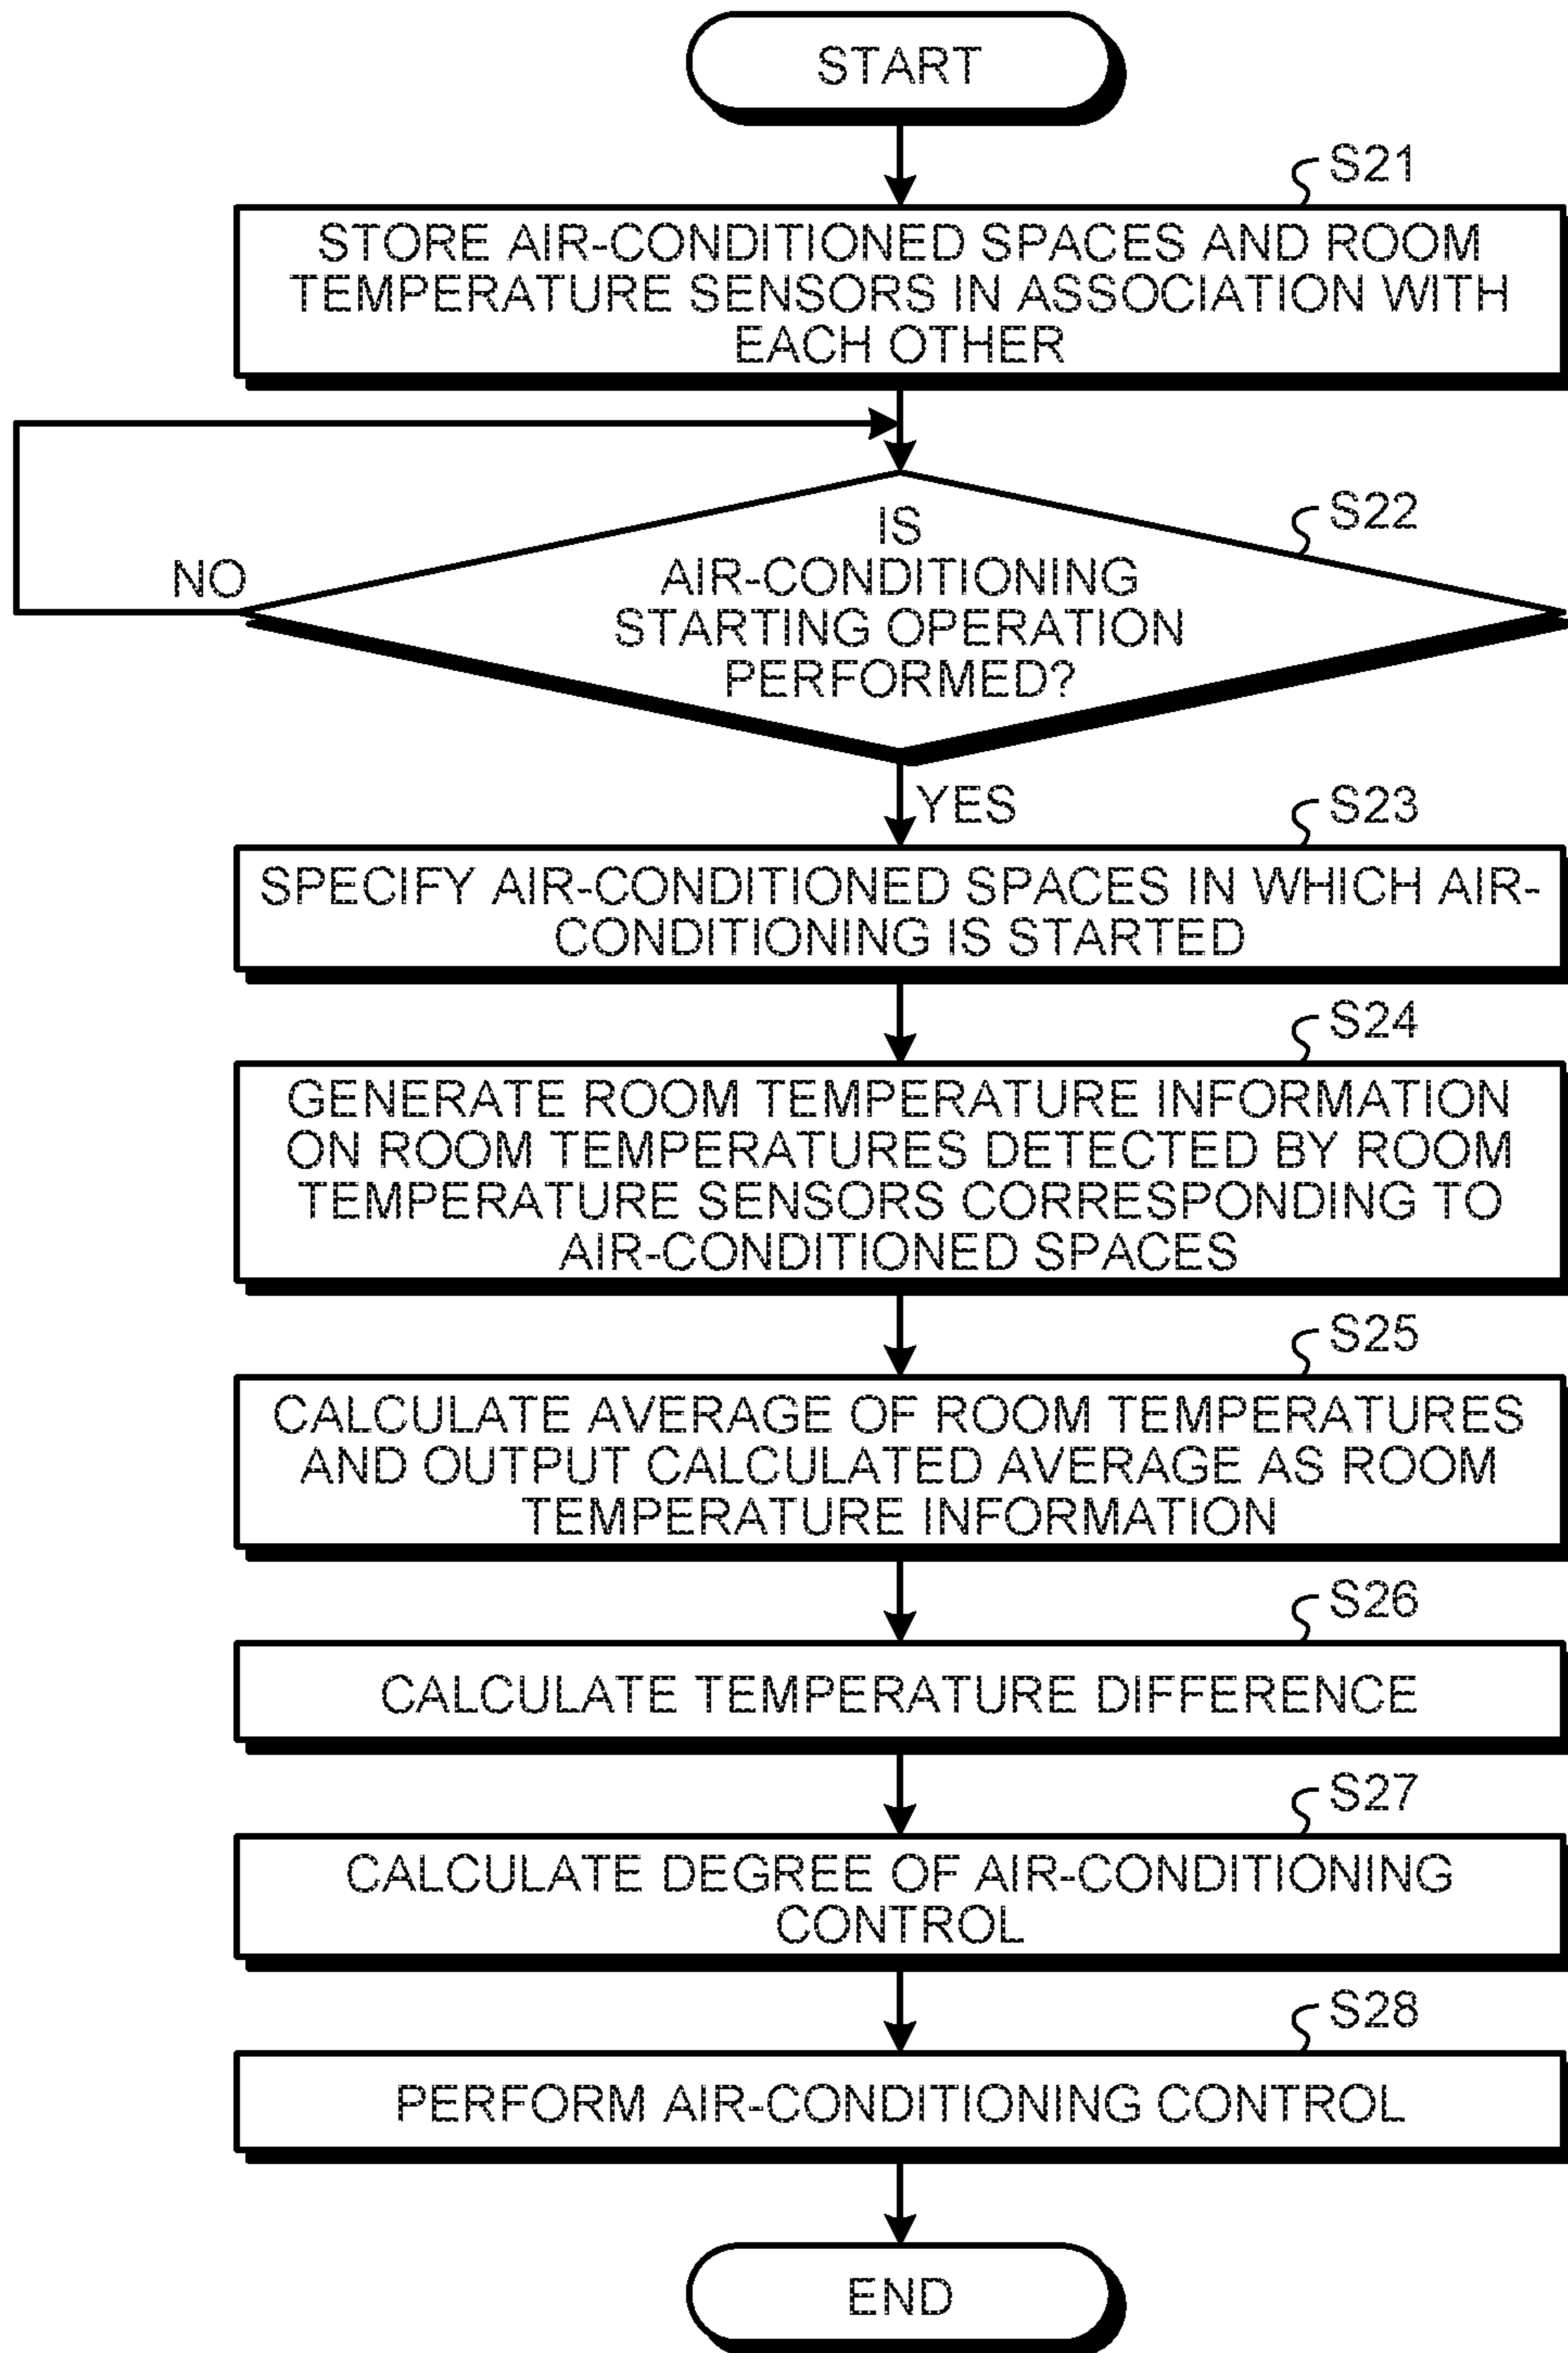 START
S21
STORE AIR-CONDITIONED SPACES AND ROOM
TEMPERATURE SENSORS IN ASSOCIATION WITH
EACH OTHER
S22
IS
AIR-CONDITIONING
STARTING OPERATION
PERFORMED?
NO
YES
S23
SPECIFY AIR-CONDITIONED SPACES IN WHICH AIR-
CONDITIONING IS STARTED
S24
GENERATE ROOM TEMPERATURE INFORMATION
ON ROOM TEMPERATURES DETECTED BY ROOM
TEMPERATURE SENSORS CORRESPONDING TO
AIR-CONDITIONED SPACES
S25
CALCULATE AVERAGE OF ROOM TEMPERATURES
AND OUTPUT CALCULATED AVERAGE AS ROOM
TEMPERATURE INFORMATION
S26
CALCULATE TEMPERATURE DIFFERENCE
S27
CALCULATE DEGREE OF AIR-CONDITIONING
CONTROL
S28
PERFORM AIR-CONDITIONING CONTROL
END